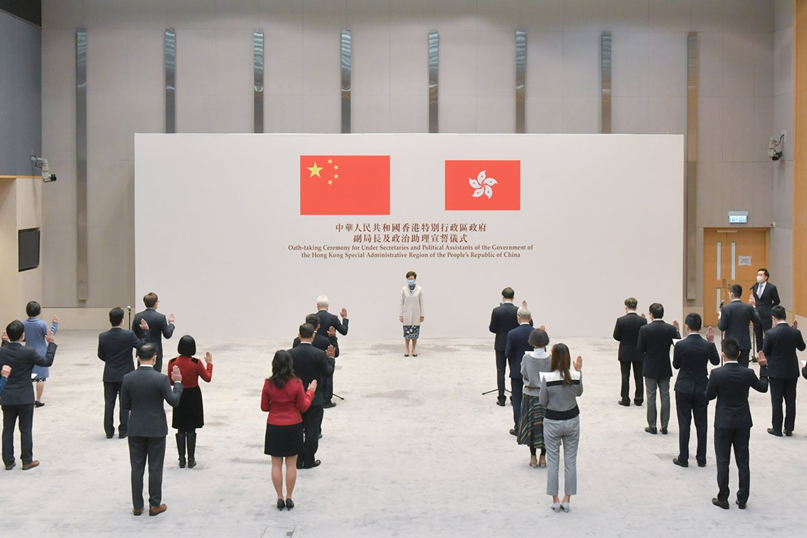 中華人民共和國香港特別行政區政府
副局長及政治助理宣誓儀式
Oath-taking Ceremony for Under Secretaries and Political Assistants of the Government of
the Hong Kong Special Administrative Region of the People's Republic of China